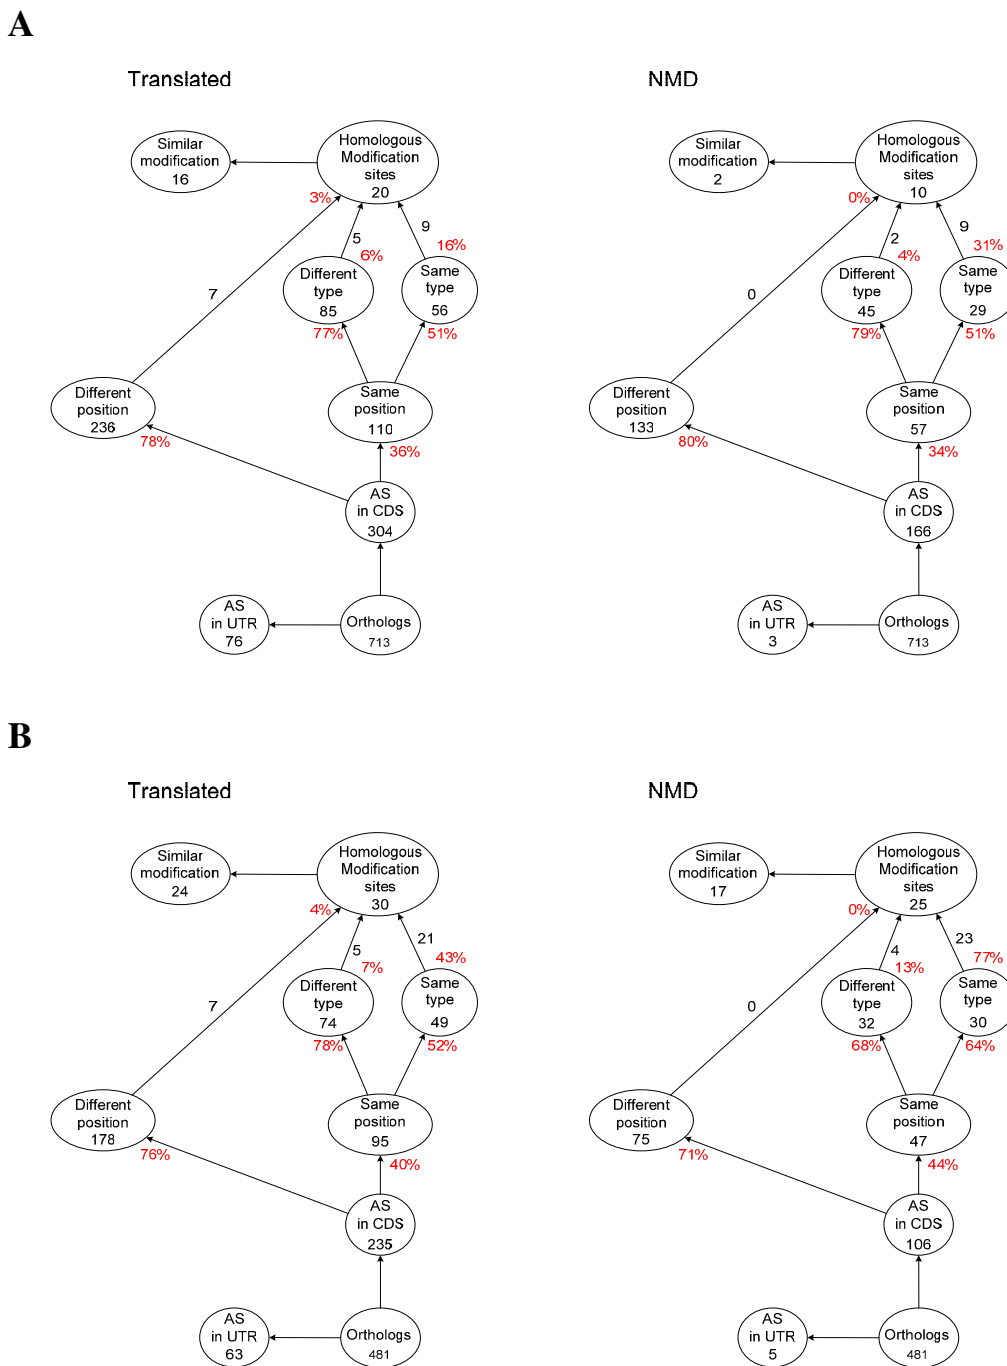 A
Translated
NMD
Similar
modification
16
Homologous
Modification
sites
20
3%
5
9
6%
16%
Different
type
85
Same
type
56
7
77%
51%
Different
position
236
Same
position
110
78%
36%
AS
in CDS
304
AS
in UTR
76
Orthologs
713
Similar
modification
2
Homologous
Modification
sites
10
0%
2
9
4%
31%
Different
type
45
Same
type
29
0
79%
51%
Different
position
133
Same
position
57
80%
34%
AS
in CDS
166
AS
in UTR
3
Orthologs
713
B
Translated
NMD
Similar
modification
24
Homologous
Modification
sites
30
4%
5
21
7%
43%
Different
type
74
Same
type
49
7
78%
52%
Different
position
178
Same
position
95
76%
40%
AS
in CDS
235
AS
in UTR
63
Orthologs
481
Similar
modification
17
Homologous
Modification
sites
25
0%
4
23
13%
77%
Different
type
32
Same
type
30
0
68%
64%
Different
position
75
Same
position
47
71%
44%
AS
in CDS
106
AS
in UTR
5
Orthologs
481